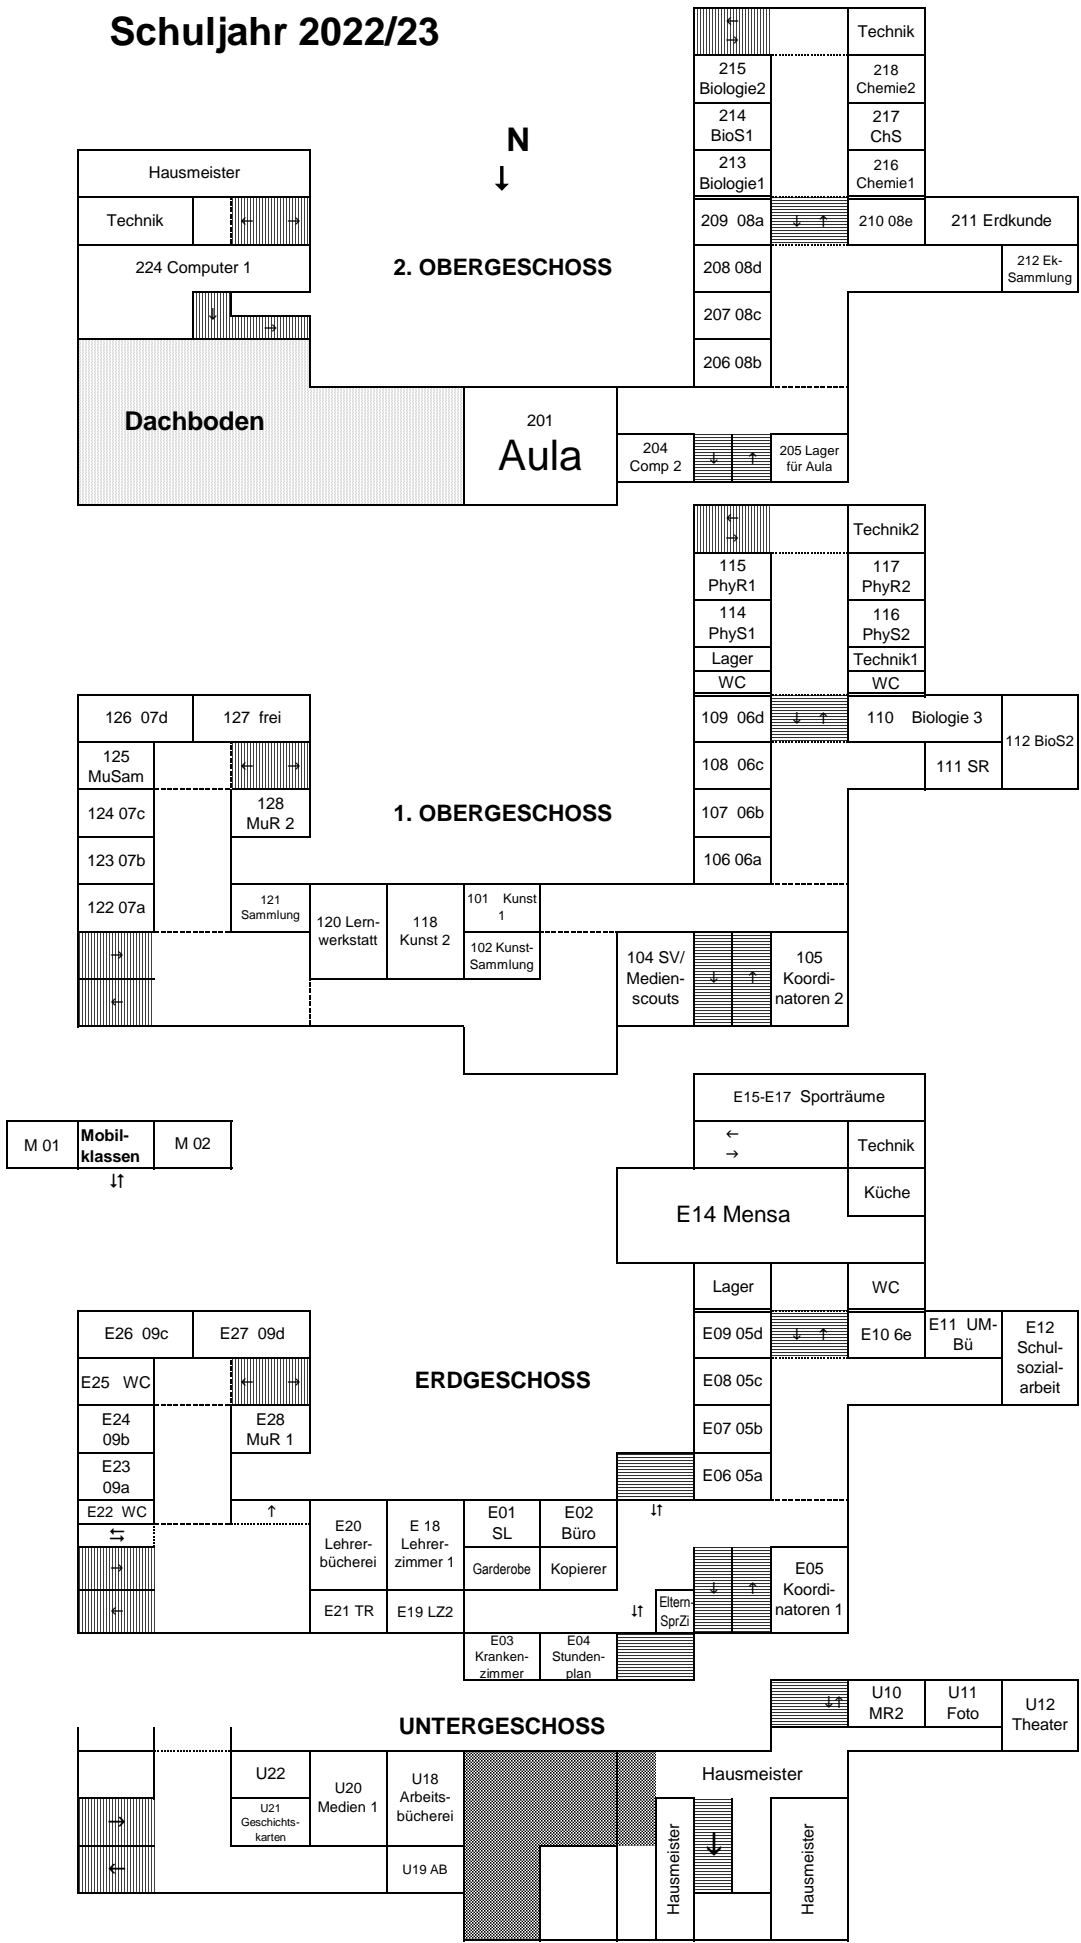 Schuljahr 2022/23
N
↓
2. OBERGESCHOSS
←
→
Technik
215
Biologie2
218
Chemie2
214
BioS1
217
ChS
213
Biologie1
216
Chemie1
209 08a
↓ ↑
210 08e
211 Erdkunde
208 08d
212 Ek-
Sammlung
207 08c
206 08b
Hausmeister
Technik
← →
224 Computer 1
↓
→
Dachboden
201
Aula
204
Comp 2
↓ ↑
205 Lager
für Aula
1. OBERGESCHOSS
←
→
Technik2
115
PhyR1
117
PhyR2
114
PhyS1
116
PhyS2
Lager
Technik1
WC
WC
109 06d
↓ ↑
110 Biologie 3
112 BioS2
108 06c
111 SR
107 06b
106 06a
126 07d
127 frei
125
MuSam
← →
124 07c
128
MuR 2
123 07b
122 07a
121
Sammlung
120 Lern-
werkstatt
118
Kunst 2
101 Kunst
1
102 Kunst-
Sammlung
→
←
104 SV/
Medien-
scouts
↓ ↑
105
Koordi-
natoren 2
M 01
Mobil-
klassen
M 02
↓↑
ERDGESCHOSS
E15-E17 Sporträume
←
→
Technik
E14 Mensa
Küche
Lager
WC
E09 05d
↓ ↑
E10 6e
E11 UM-
Bü
E12
Schul-
sozial-
arbeit
E08 05c
E07 05b
E06 05a
E26 09c
E27 09d
E25 WC
← →
E24
09b
E28
MuR 1
E23
09a
E22 WC
↑
⇆
→
←
E20
Lehrer-
bücherei
E 18
Lehrer-
zimmer 1
E01
SL
E02
Büro
↓↑
Garderobe
Kopierer
E21 TR
E19 LZ2
↓↑
Eltern-
SprZi
↓ ↑
E05
Koordi-
natoren 1
E03
Kranken-
zimmer
E04
Stunden-
plan
UNTERGESCHOSS
↓↑
U10
MR2
U11
Foto
U12
Theater
U22
U20
Medien 1
U18
Arbeits-
bücherei
Hausmeister
U21
Geschichts-
karten
→
←
U19 AB
Hausmeister
↓
Hausmeister